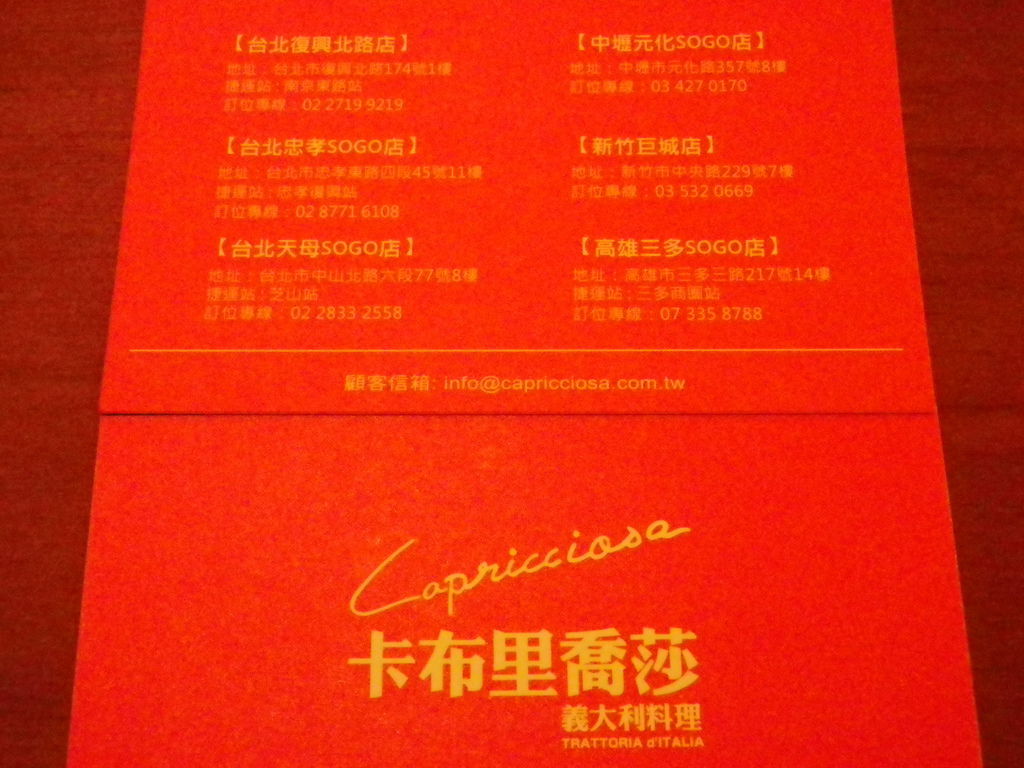 【台北復興北路店】
地址：台北市復興北路174號1樓
捷運站：南京東路站
訂位專線：02 2719 9219
【台北忠孝SOGO店】
地址：台北市忠孝東路四段45號11樓
捷運站：忠孝復興站
訂位專線：02 8771 6108
【台北天母SOGO店】
地址：台北市中山北路六段77號8樓
捷運站：芝山站
訂位專線：02 2833 2558
【中壢元化SOGO店】
地址：中壢市元化路357號8樓
訂位專線：03 427 0170
【新竹巨城店】
地址：新竹市中央路229號7樓
訂位專線：03 532 0669
【高雄三多SOGO店】
地址：高雄市三多三路217號14樓
捷運站：三多商圈站
訂位專線：07 335 8788
顧客信箱: info@capricciosa.com.tw
Capricciosa
卡布里喬莎
義大利料理
TRATTORIA d'ITALIA